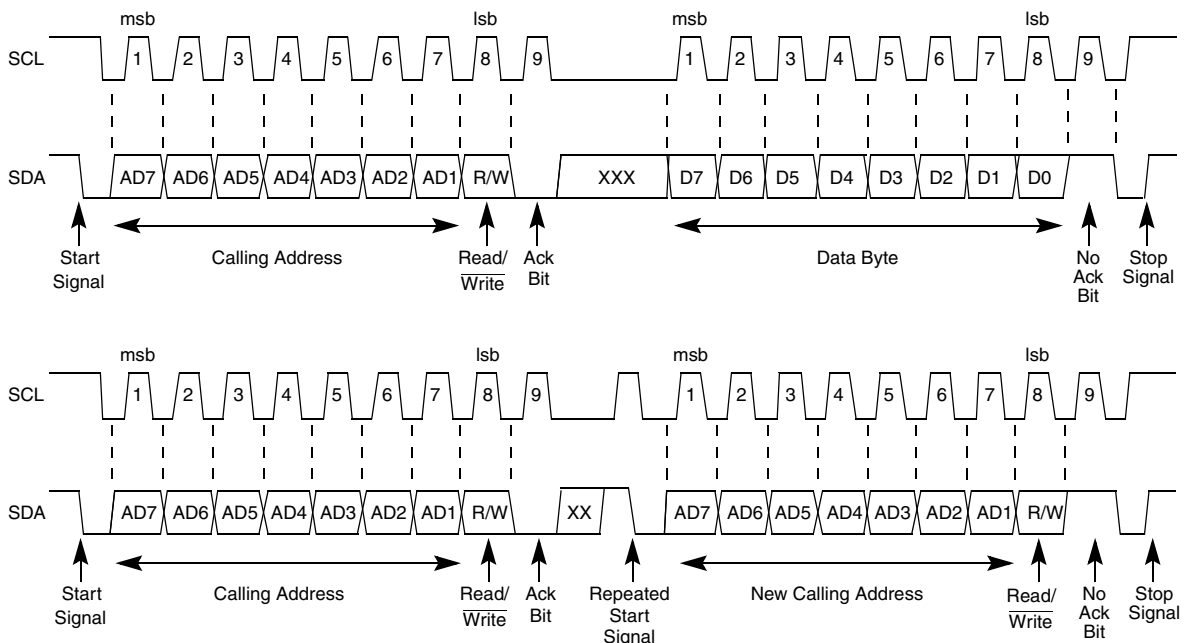 msb lsb msb lsb
SCL 1 2 3 4 5 6 7 8 9 1 2 3 4 5 6 7 8 9
SDA AD7 AD6 AD5 AD4 AD3 AD2 AD1 R/W XXX D7 D6 D5 D4 D3 D2 D1 D0
Start Signal
Calling Address
Read/ Write
Ack Bit
Data Byte
No Ack Bit
Stop Signal
msb lsb msb lsb
SCL 1 2 3 4 5 6 7 8 9 1 2 3 4 5 6 7 8 9
SDA AD7 AD6 AD5 AD4 AD3 AD2 AD1 R/W XX AD7 AD6 AD5 AD4 AD3 AD2 AD1 R/W
Start Signal
Calling Address
Read/ Write
Ack Bit
Repeated Start Signal
New Calling Address
Read/ Write
No Ack Bit
Stop Signal